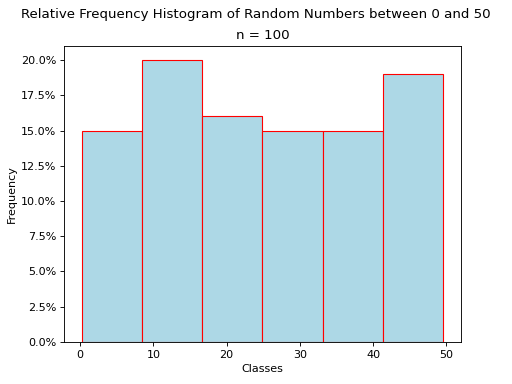 Relative Frequency Histogram of Random Numbers between 0 and 50
n = 100
20.0%
17.5%
15.0%
12.5%
10.0%
7.5%
5.0%
2.5%
0.0%
Frequency
0 10 20 30 40 50
Classes